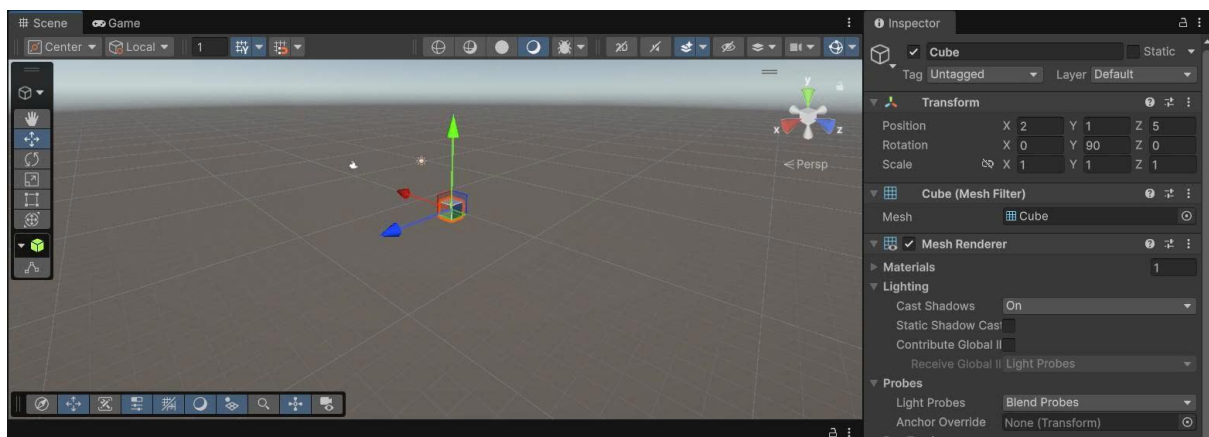 Scene Game
Center Local 1
2D
y
x z
Persp
Inspector
Cube Static
Tag Untagged Layer Default
Transform
Position X 2 Y 1 Z 5
Rotation X 0 Y 90 Z 0
Scale X 1 Y 1 Z 1
Cube (Mesh Filter)
Mesh Cube
Mesh Renderer
Materials 1
Lighting
Cast Shadows On
Static Shadow Cas
Contribute Global Il
Receive Global Il Light Probes
Probes
Light Probes Blend Probes
Anchor Override None (Transform)